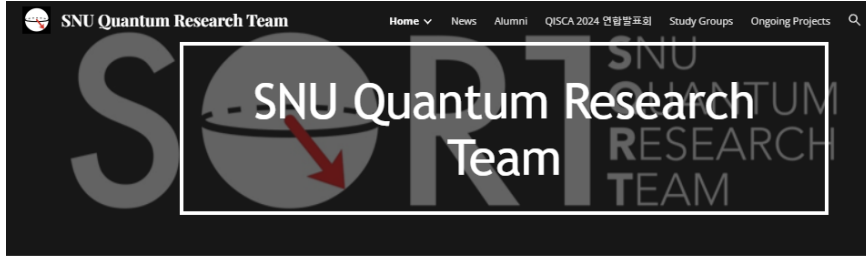 SNU Quantum Research Team
Home News Alumni QISCA 2024 연합발표회 Study Groups Ongoing Projects
SQRT
SNU
QUANTUM
RESEARCH
TEAM
SNU Quantum Research
Team